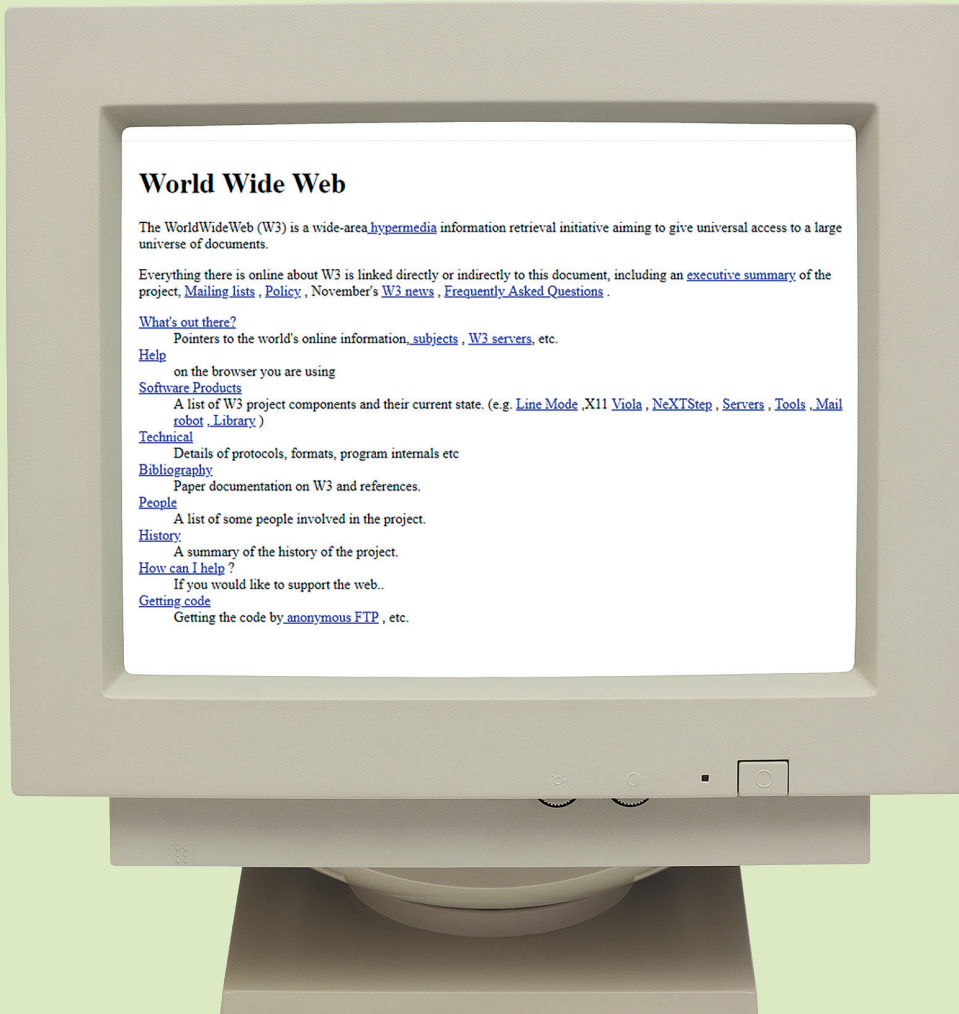 World Wide Web
The WorldWideWeb (W3) is a wide-area hypermedia information retrieval initiative aiming to give universal access to a large
universe of documents.
Everything there is online about W3 is linked directly or indirectly to this document, including an executive summary of the
project, Mailing lists , Policy , November's W3 news , Frequently Asked Questions .
What's out there?
Pointers to the world's online information, subjects , W3 servers, etc.
Help
on the browser you are using
Software Products
A list of W3 project components and their current state. (e.g. Line Mode ,X11 Viola , NeXTStep , Servers , Tools , Mail
robot , Library )
Technical
Details of protocols, formats, program internals etc
Bibliography
Paper documentation on W3 and references.
People
A list of some people involved in the project.
History
A summary of the history of the project.
How can I help ?
If you would like to support the web..
Getting code
Getting the code by anonymous FTP , etc.